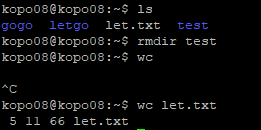 kopo08@kopo08:~$ ls
gogo letgo let.txt test
kopo08@kopo08:~$ rmdir test
kopo08@kopo08:~$ wc
^C
kopo08@kopo08:~$ wc let.txt
5 11 66 let.txt